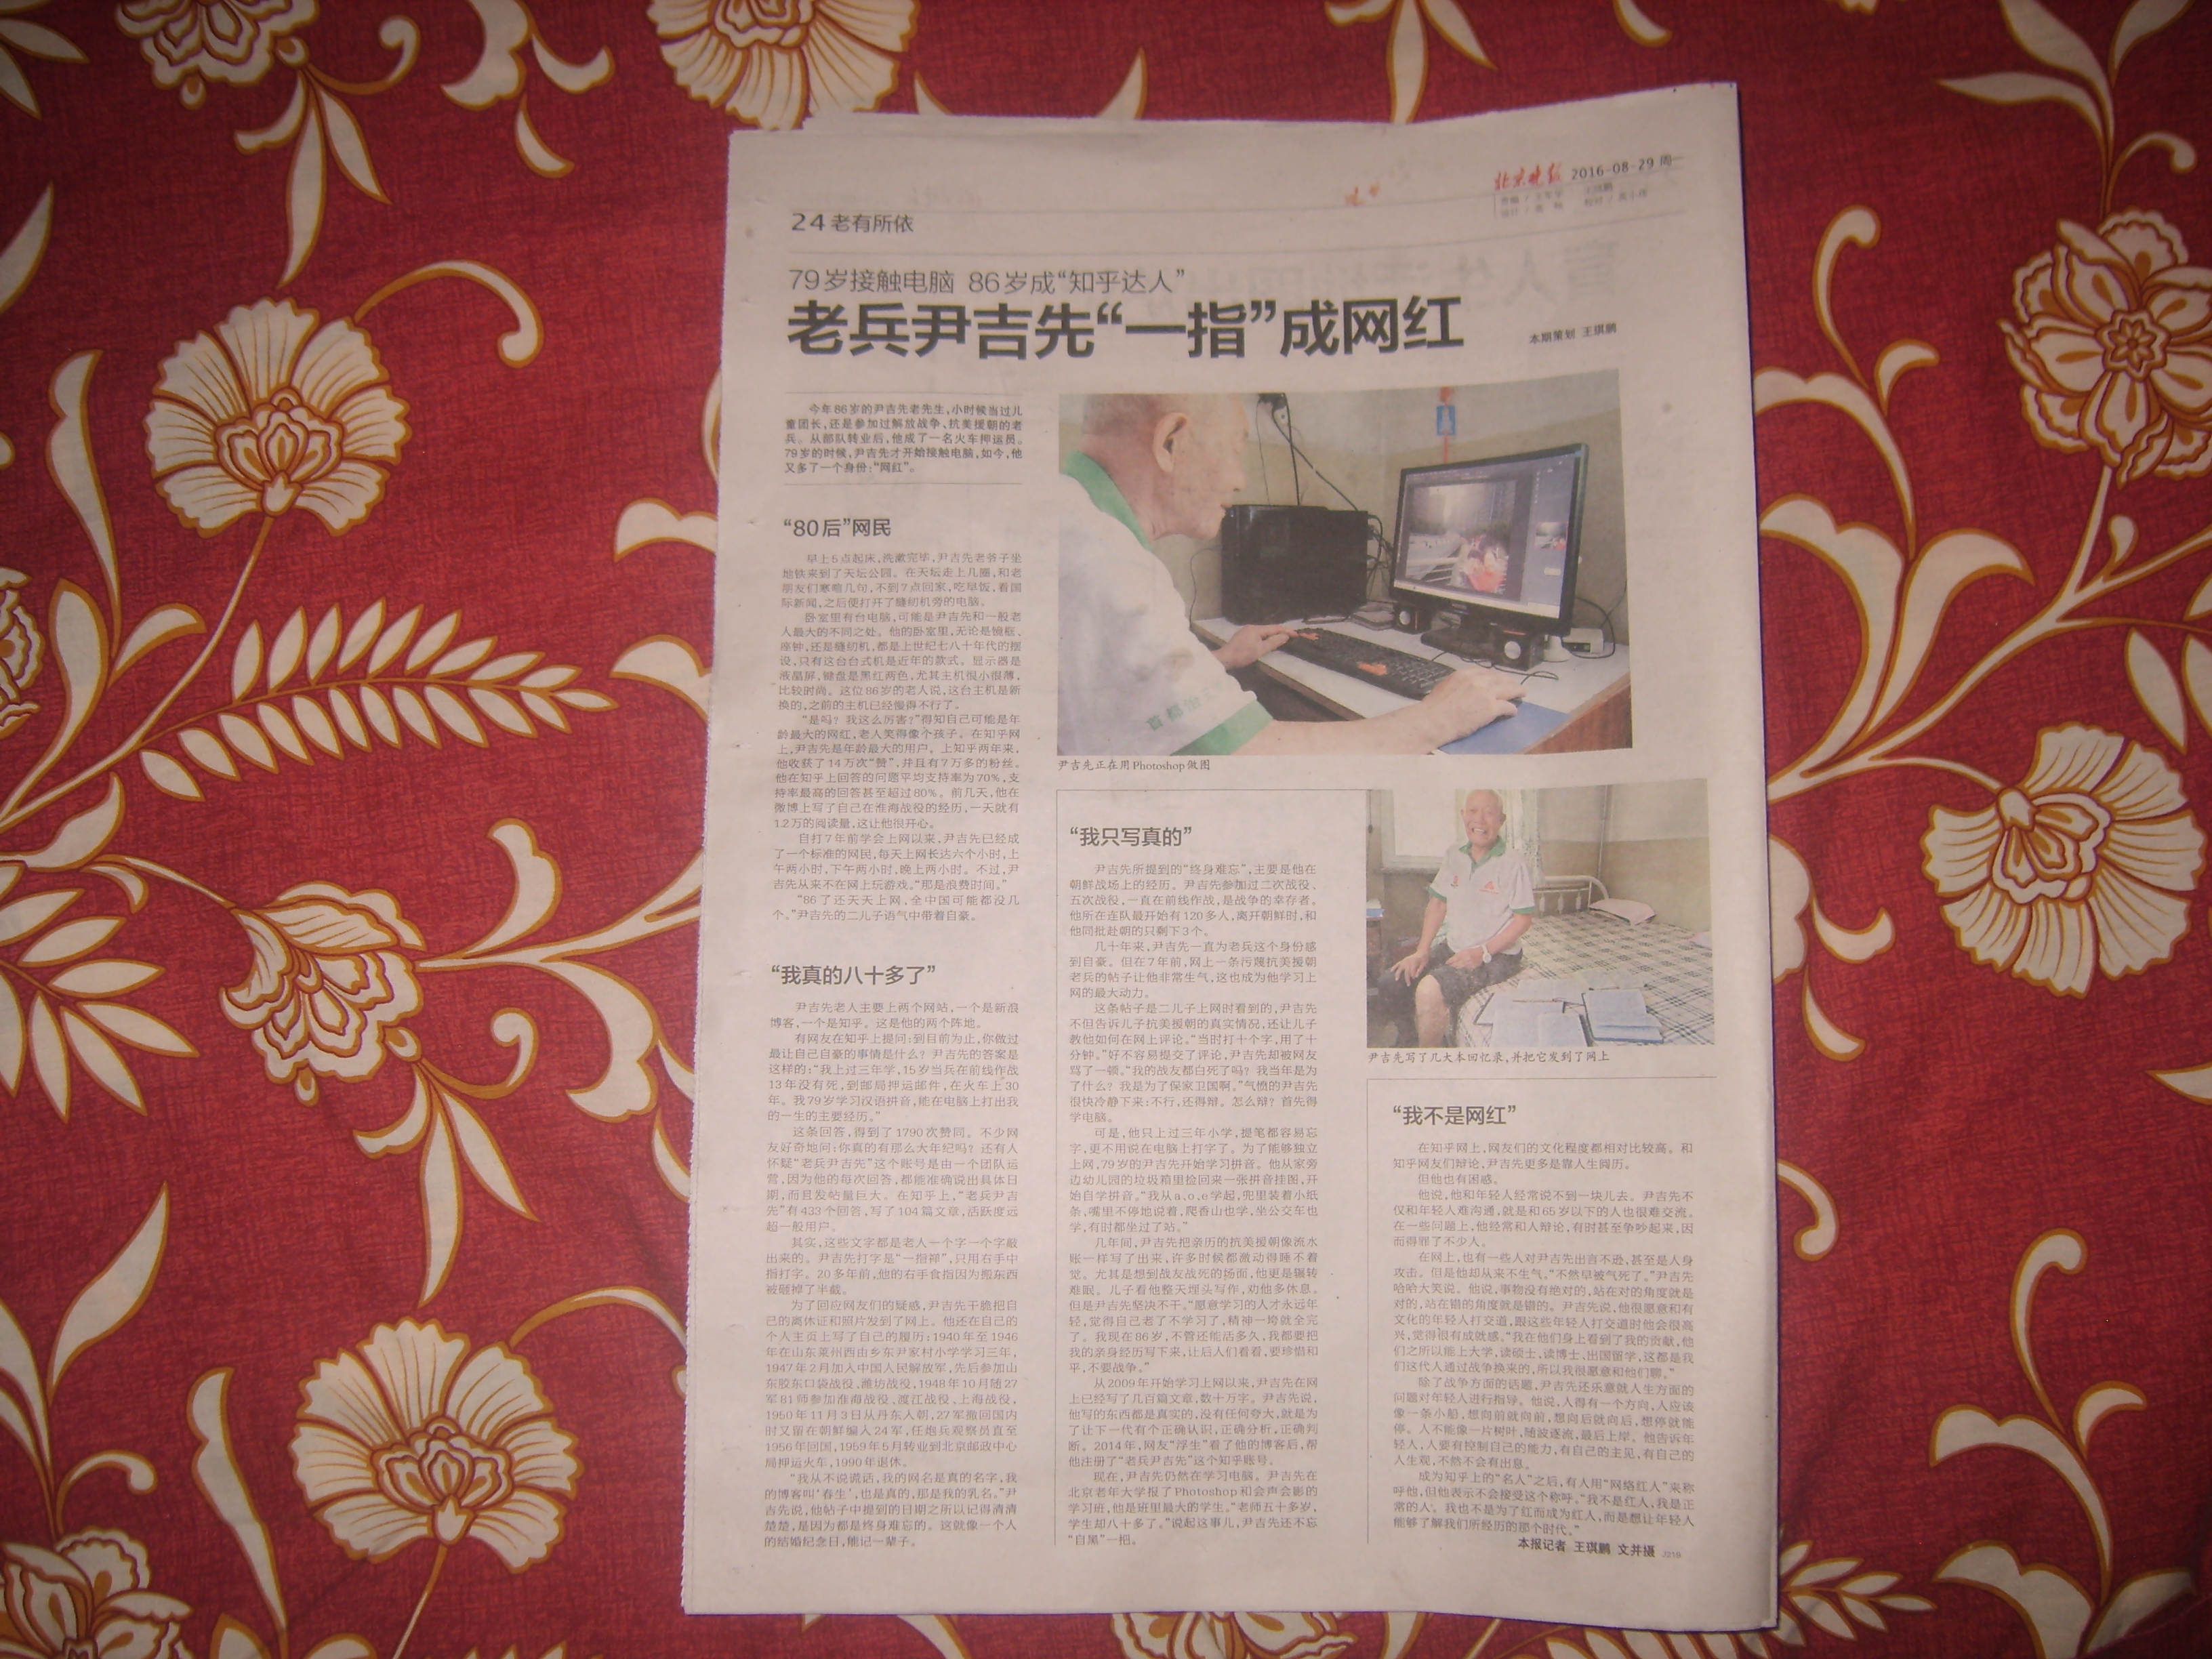 北京晚报 2016-08-29 周一
24 老有所依
79岁接触电脑 86岁成“知乎达人”
老兵尹吉先“一指”成网红
本期策划 王琪鹏
今年86岁的尹吉先老先生,小时候当过儿
童团长,还是参加过解放战争、抗美援朝的老
兵。从部队转业后,他成了一名火车押运员。
79岁的时候,尹吉先才开始接触电脑,如今,他
又多了一个身份:“网红”。
“80后”网民
早上5点起床,洗漱完毕,尹吉先老爷子坐
地铁来到了天坛公园。在天坛走上几圈,和老
朋友们寒暄几句,不到7点回家,吃早饭,看国
际新闻,之后便打开了缝纫机旁的电脑。
卧室里有台电脑,可能是尹吉先和一般老
人最大的不同之处。他的卧室里,无论是镜框、
座钟,还是缝纫机,都是上世纪七八十年代的摆
设,只有这台台式机是近年的款式。显示器是
液晶屏,键盘是黑红两色,尤其主机很小很薄,
比较时尚。这位86岁的老人说,这台主机是新
换的,之前的主机已经慢得不行了。
“是吗?我这么厉害?”得知自己可能是年
龄最大的网红,老人笑得像个孩子。在知乎网
上,尹吉先是年龄最大的用户。上知乎两年来,
他收获了14万次“赞”,并且有7万多的粉丝。
他在知乎上回答的问题平均支持率为70%,支
持率最高的回答甚至超过80%。前几天,他在
微博上写了自己在淮海战役的经历,一天就有
1.2万的阅读量,这让他很开心。
自打7年前学会上网以来,尹吉先已经成
了一个标准的网民,每天上网长达六个小时,上
午两小时,下午两小时,晚上两小时。不过,尹
吉先从来不在网上玩游戏,“那是浪费时间。”
“86了还天天上网,全中国可能都没几
个。”尹吉先的二儿子语气中带着自豪。
“我真的八十多了”
尹吉先老人主要上两个网站,一个是新浪
博客,一个是知乎。这是他的两个阵地。
有网友在知乎上提问:到目前为止,你做过
最让自己自豪的事情是什么?尹吉先的答案是
这样的:“我上过三年学,15岁当兵在前线作战
13年没有死,到邮局押运邮件,在火车上30
年。我79岁学习汉语拼音,能在电脑上打出我
的一生的主要经历。”
这条回答,得到了1790次赞同。不少网
友好奇地问:你真的有那么大年纪吗?还有人
怀疑“老兵尹吉先”这个账号是由一个团队运
营,因为他的每次回答,都能准确说出具体日
期,而且发帖量巨大。在知乎上,“老兵尹吉
先”有433个回答,写了104篇文章,活跃度远
超一般用户。
其实,这些文字都是老人一个字一个字敲
出来的。尹吉先打字是“一指禅”,只用右手中
指打字。20多年前,他的右手食指因为搬东西
被砸掉了半截。
为了回应网友们的疑惑,尹吉先干脆把自
己的离休证和照片发到了网上。他还在自己的
个人主页上写了自己的履历:1940年至1946
年在山东莱州西由乡东尹家村小学学习三年,
1947年2月加入中国人民解放军,先后参加山
东胶东口袋战役、潍坊战役,1948年10月随27
军81师参加淮海战役、渡江战役、上海战役,
1950年11月3日从丹东入朝,27军撤回国内
时又留在朝鲜编入24军,任炮兵观察员直至
1956年回国,1959年5月转业到北京邮政中心
局押运火车,1990年退休。
“我从不说谎话,我的网名是真的名字,我
的博客叫‘春生’,也是真的,那是我的乳名。”尹
吉先说,他帖子中提到的日期之所以记得清清
楚楚,是因为都是终身难忘的。这就像一个人
的结婚纪念日,能记一辈子。
尹吉先正在用Photoshop做图
“我只写真的”
尹吉先所提到的“终身难忘”,主要是他在
朝鲜战场上的经历。尹吉先参加过二次战役、
五次战役,一直在前线作战,是战争的幸存者。
他所在连队最开始有120多人,离开朝鲜时,和
他同批赴朝的只剩下3个。
几十年来,尹吉先一直为老兵这个身份感
到自豪。但在7年前,网上一条污蔑抗美援朝
老兵的帖子让他非常生气,这也成为他学习上
网的最大动力。
这条帖子是二儿子上网时看到的,尹吉先
不但告诉儿子抗美援朝的真实情况,还让儿子
教他如何在网上评论。“当时打十个字,用了十
分钟。”好不容易提交了评论,尹吉先却被网友
骂了一顿。“我的战友都白死了吗?我当年是为
了什么?我是为了保家卫国啊。”气愤的尹吉先
很快冷静下来:不行,还得辩。怎么辩?首先得
学电脑。
可是,他只上过三年小学,提笔都容易忘
字,更不用说在电脑上打字了。为了能够独立
上网,79岁的尹吉先开始学习拼音。他从家旁
边幼儿园的垃圾箱里捡回来一张拼音挂图,开
始自学拼音。“我从a、o、e学起,兜里装着小纸
条,嘴里不停地说着,爬香山也学,坐公交车也
学,有时都坐过了站。”
几年间,尹吉先把亲历的抗美援朝像流水
账一样写了出来,许多时候都激动得睡不着
觉。尤其是想到战友战死的场面,他更是辗转
难眠。儿子看他整天埋头写作,劝他多休息。
但是尹吉先坚决不干。“愿意学习的人才永远年
轻,觉得自己老了不学习了,精神一垮就全完
了。我现在86岁,不管还能活多久,我都要把
我的亲身经历写下来,让后人们看看,要珍惜和
平,不要战争。”
从2009年开始学习上网以来,尹吉先在网
上已经写了几百篇文章,数十万字。尹吉先说,
他写的东西都是真实的,没有任何夸大,就是为
了让下一代有个正确认识,正确分析,正确判
断。2014年,网友“浮生”看了他的博客后,帮
他注册了“老兵尹吉先”这个知乎账号。
现在,尹吉先仍然在学习电脑。尹吉先在
北京老年大学报了Photoshop和会声会影的
学习班,他是班里最大的学生。“老师五十多岁,
学生却八十多了。”说起这事儿,尹吉先还不忘
“自黑”一把。
尹吉先写了几大本回忆录,并把它发到了网上
“我不是网红”
在知乎网上,网友们的文化程度都相对比较高。和
知乎网友们辩论,尹吉先更多是靠人生阅历。
但他也有困惑。
他说,他和年轻人经常说不到一块儿去。尹吉先不
仅和年轻人难沟通,就是和65岁以下的人也很难交流。
在一些问题上,他经常和人辩论,有时甚至争吵起来,因
而得罪了不少人。
在网上,也有一些人对尹吉先出言不逊,甚至是人身
攻击。但是他却从来不生气,“不然早被气死了。”尹吉先
哈哈大笑说。他说,事物没有绝对的,站在对的角度就是
对的,站在错的角度就是错的。尹吉先说,他很愿意和有
文化的年轻人打交道,跟这些年轻人打交道时他会很高
兴,觉得很有成就感。“我在他们身上看到了我的贡献,他
们之所以能上大学,读硕士,读博士,出国留学,这都是我
们这代人通过战争换来的,所以我很愿意和他们聊。”
除了战争方面的话题,尹吉先还乐意就人生方面的
问题对年轻人进行指导。他说,人得有一个方向,人应该
像一条小船,想向前就向前,想向后就向后,想停就能
停。人不能像一片树叶,随波逐流,最后上岸。他告诉年
轻人,人要有控制自己的能力,有自己的主见,有自己的
人生观,不然不会有出息。
成为知乎上的“名人”之后,有人用“网络红人”来称
呼他,但他表示不会接受这个称呼。“我不是红人,我是正
常的人。我也不是为了红而成为红人,而是想让年轻人
能够了解我们所经历的那个时代。”
本报记者 王琪鹏 文并摄